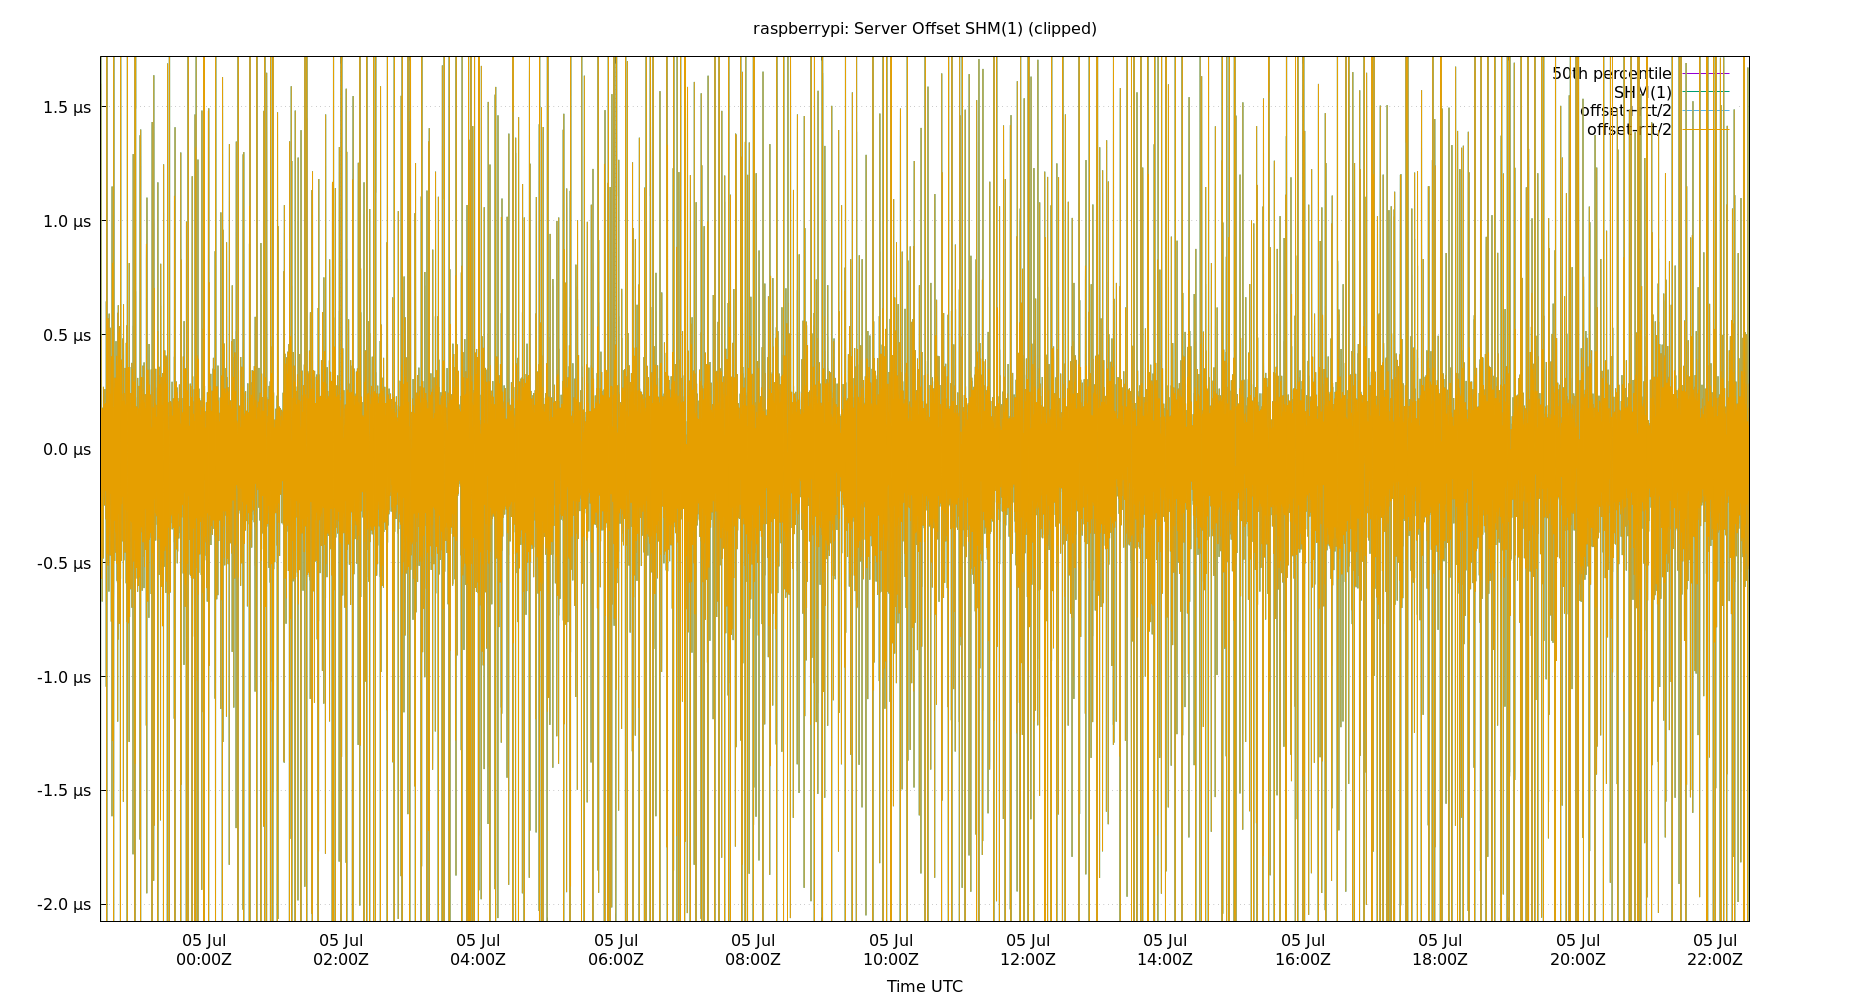 raspberrypi: Server Offset SHM(1) (clipped)
50th percentile
SHM(1)
offset+rtt/2
offset-rtt/2
1.5 µs
1.0 µs
0.5 µs
0.0 µs
-0.5 µs
-1.0 µs
-1.5 µs
-2.0 µs
05 Jul 05 Jul 05 Jul 05 Jul 05 Jul 05 Jul 05 Jul 05 Jul 05 Jul 05 Jul 05 Jul 05 Jul
00:00Z 02:00Z 04:00Z 06:00Z 08:00Z 10:00Z 12:00Z 14:00Z 16:00Z 18:00Z 20:00Z 22:00Z
Time UTC